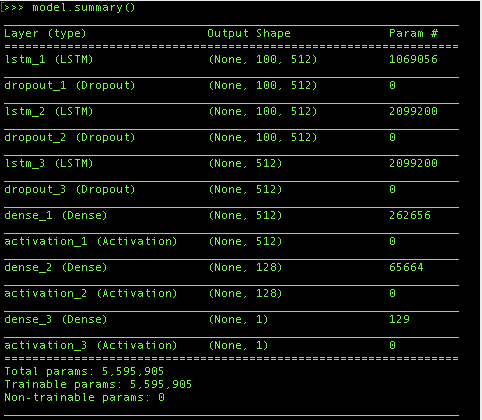 >>> model.summary()
Layer (type) Output Shape Param #
lstm_1 (LSTM) (None, 100, 512) 1069056
dropout_1 (Dropout) (None, 100, 512) 0
lstm_2 (LSTM) (None, 100, 512) 2099200
dropout_2 (Dropout) (None, 100, 512) 0
lstm_3 (LSTM) (None, 512) 2099200
dropout_3 (Dropout) (None, 512) 0
dense_1 (Dense) (None, 512) 262656
activation_1 (Activation) (None, 512) 0
dense_2 (Dense) (None, 128) 65664
activation_2 (Activation) (None, 128) 0
dense_3 (Dense) (None, 1) 129
activation_3 (Activation) (None, 1) 0
Total params: 5,595,905
Trainable params: 5,595,905
Non-trainable params: 0